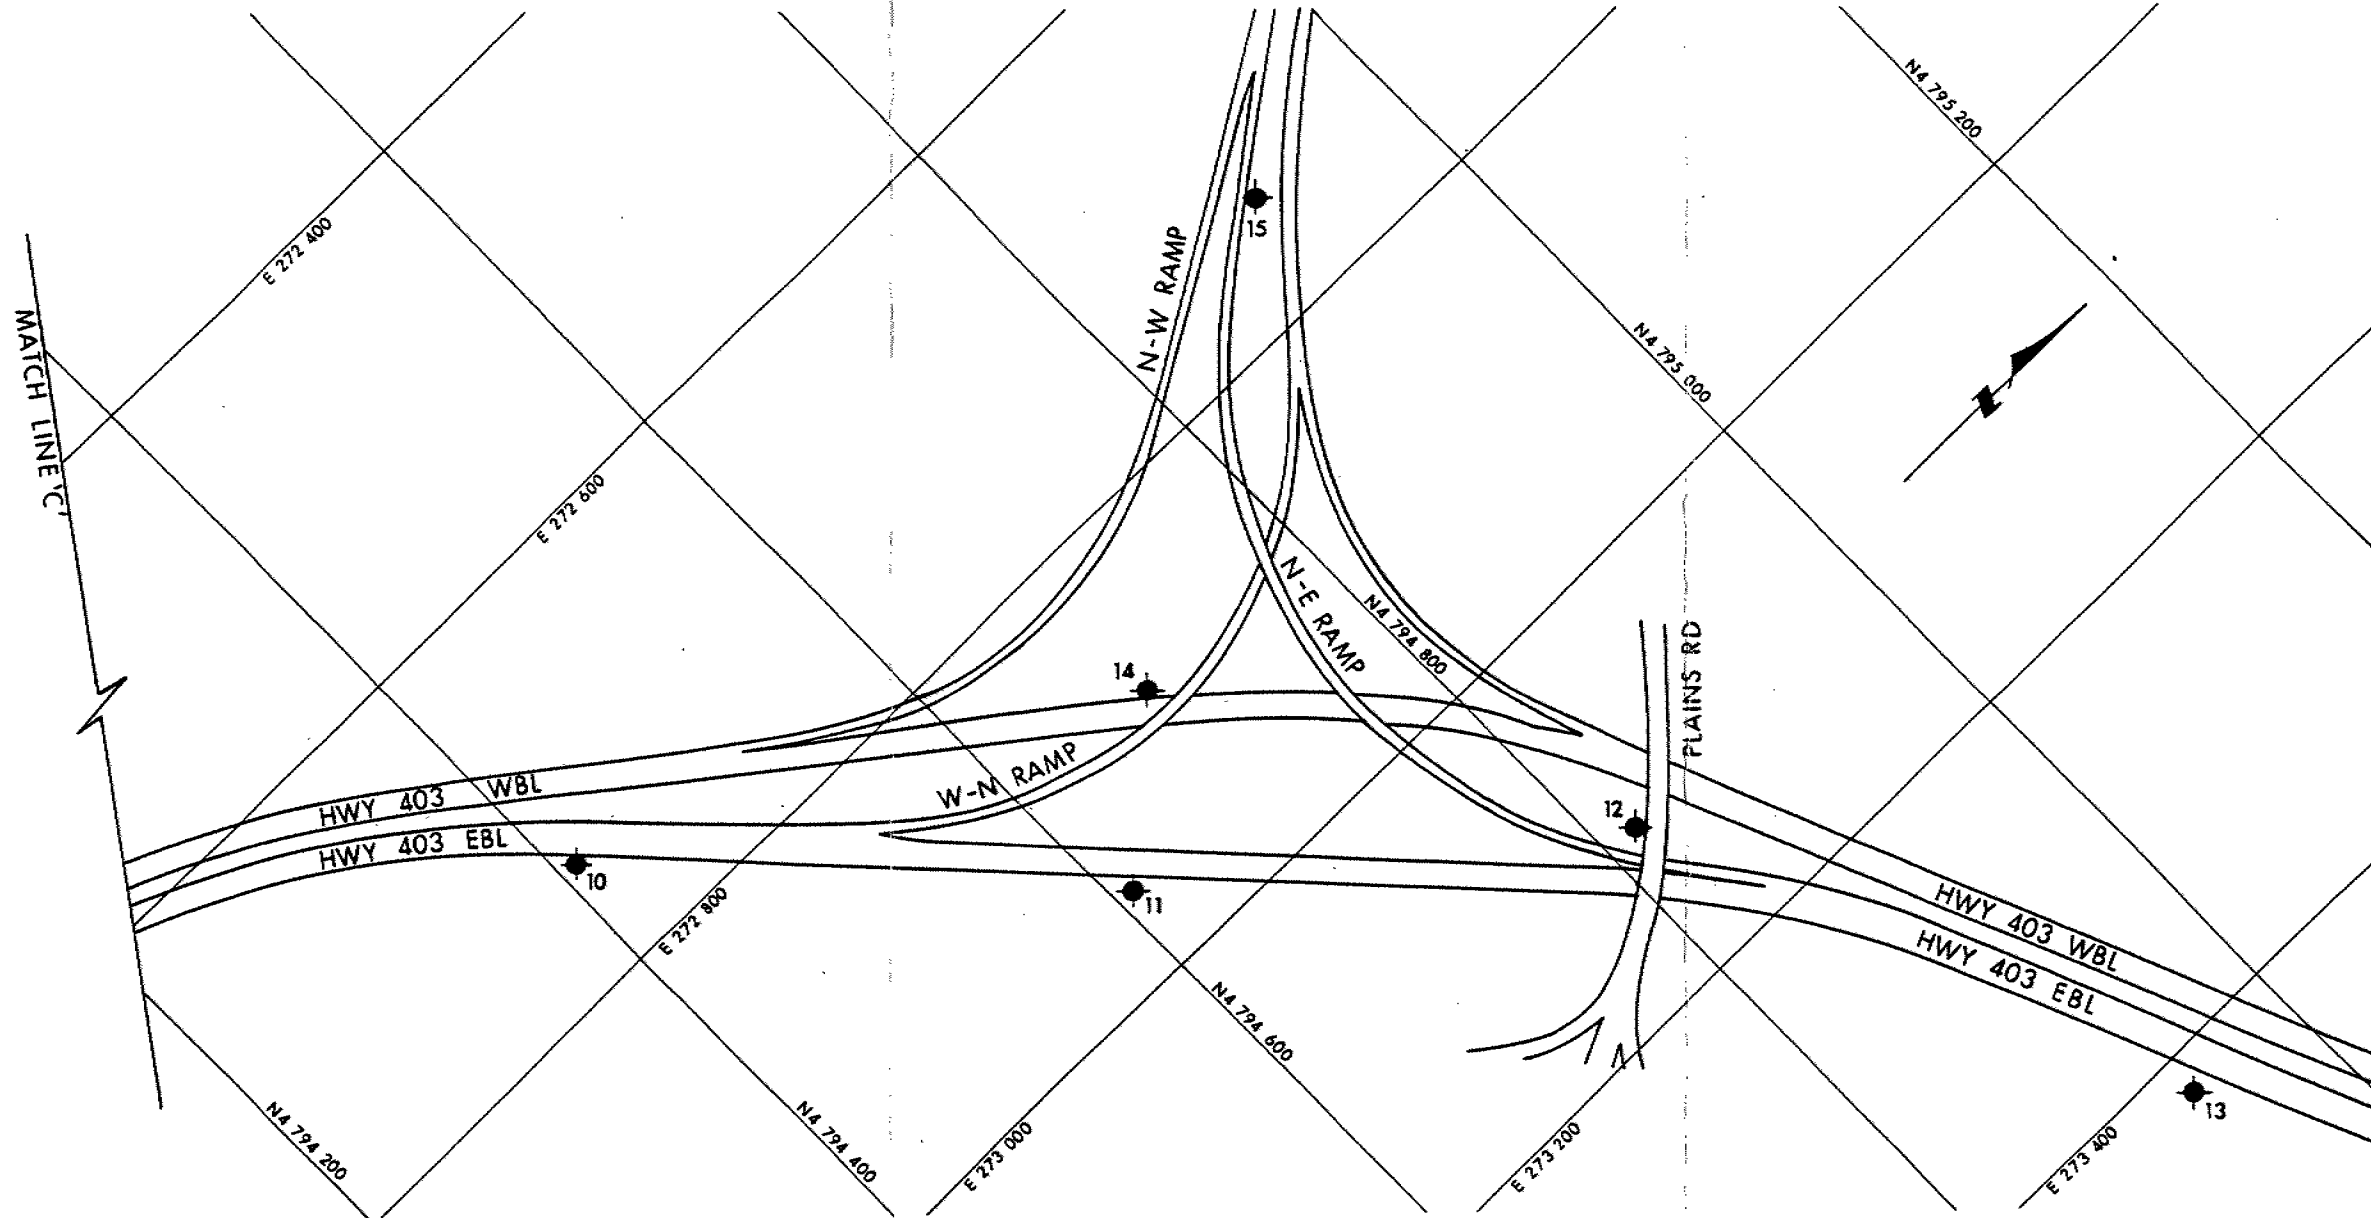 N4 795 200
E 272 400
15
N-W RAMP
N
MATCH LINE 'C'
N4 795 000
E 272 600
N-E RAMP
N4 794 800
PLAINS RD
14
W-N RAMP
HWY 403 WBL
12
HWY 403 EBL
10
11
E 272 800
HWY 403 WBL
HWY 403 EBL
N4 794 600
13
N4 794 200
N4 794 400
E 273 000
E 273 200
E 273 400